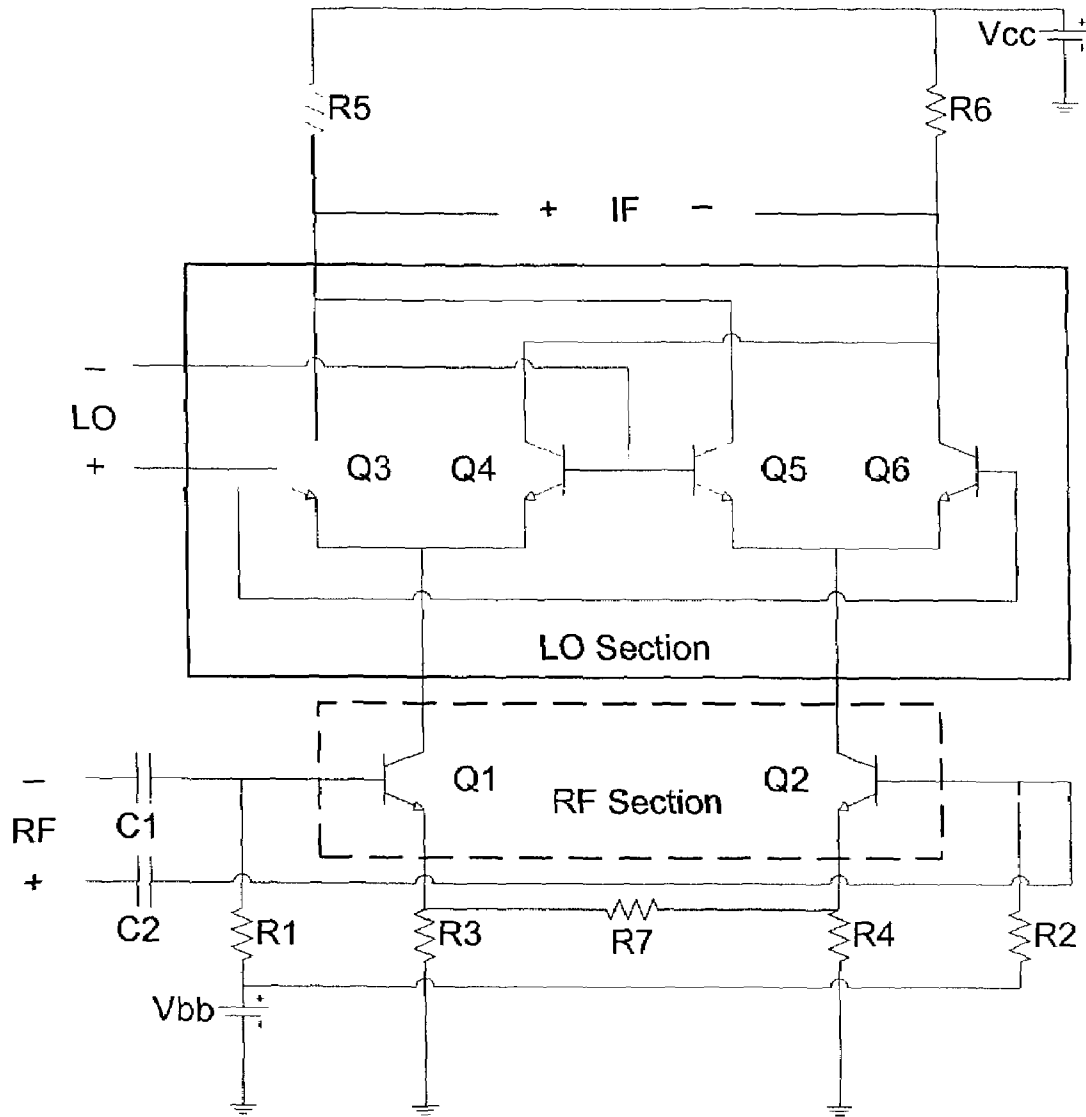 Vcc
+
R5
R6
+ IF −
−
LO
+
Q3
Q4
Q5
Q6
LO Section
−
RF
+
C1
C2
Q1
Q2
RF Section
R1
R3
R7
R4
R2
Vbb
+